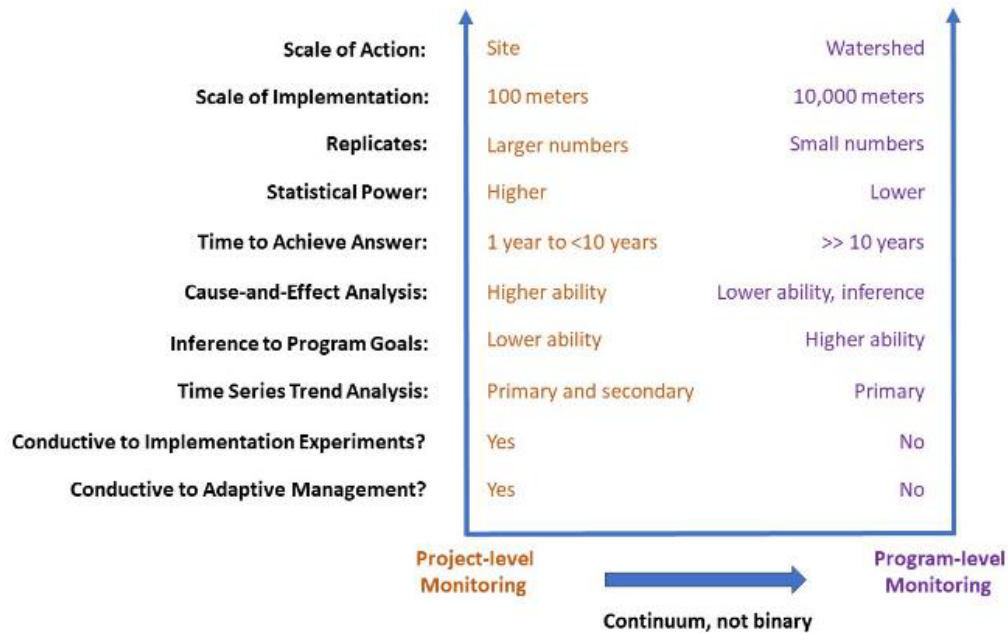 Scale of Action: Site Watershed
Scale of Implementation: 100 meters 10,000 meters
Replicates: Larger numbers Small numbers
Statistical Power: Higher Lower
Time to Achieve Answer: 1 year to <10 years >> 10 years
Cause-and-Effect Analysis: Higher ability Lower ability, inference
Inference to Program Goals: Lower ability Higher ability
Time Series Trend Analysis: Primary and secondary Primary
Conductive to Implementation Experiments? Yes No
Conductive to Adaptive Management? Yes No
Project-level Program-level
Monitoring Monitoring
Continuum, not binary